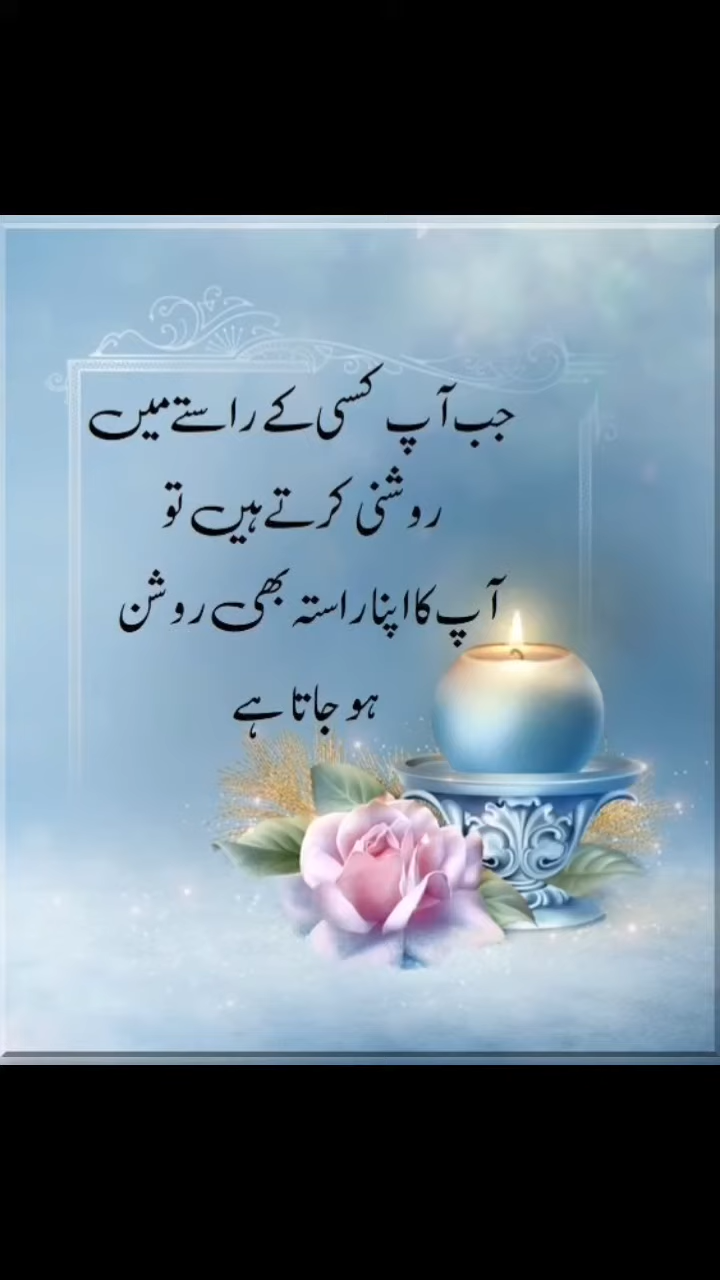 جب آپ کسی کے راستے میں
روشنی کرتے ہیں تو
آپ کا اپنا راستہ بھی روشن
ہو جاتا ہے